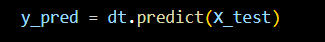 y_pred = dt.predict(X_test)